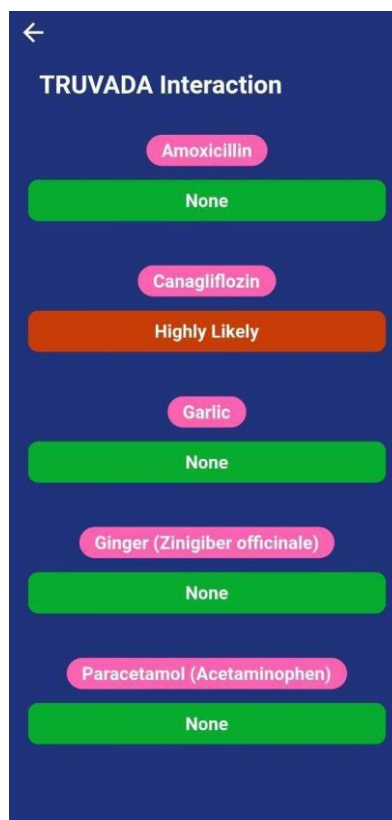 TRUVADA Interaction
Amoxicillin
None
Canagliflozin
Highly Likely
Garlic
None
Ginger (Zinigiber officinale)
None
Paracetamol (Acetaminophen)
None